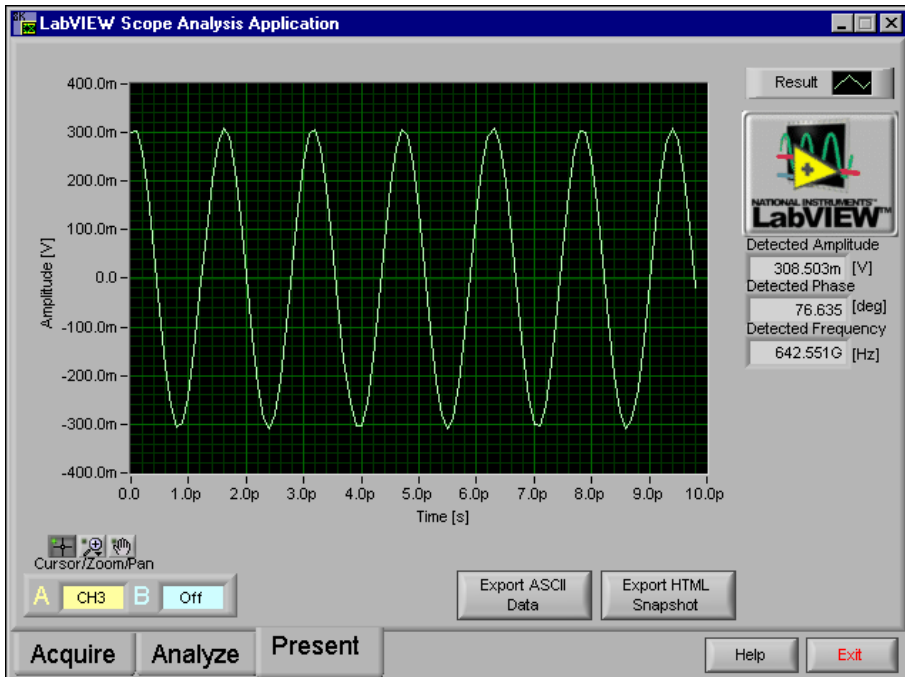 LabVIEW Scope Analysis Application
Result
NATIONAL INSTRUMENTS™
LabVIEW™
Detected Amplitude
308.503m [V]
Detected Phase
76.635 [deg]
Detected Frequency
642.551G [Hz]
Amplitude [V]
400.0m
300.0m
200.0m
100.0m
0.0
-100.0m
-200.0m
-300.0m
-400.0m
0.0 1.0p 2.0p 3.0p 4.0p 5.0p 6.0p 7.0p 8.0p 9.0p 10.0p
Time [s]
Cursor/Zoom/Pan
A CH3 B Off
Export ASCII
Data
Export HTML
Snapshot
Acquire Analyze Present
Help Exit